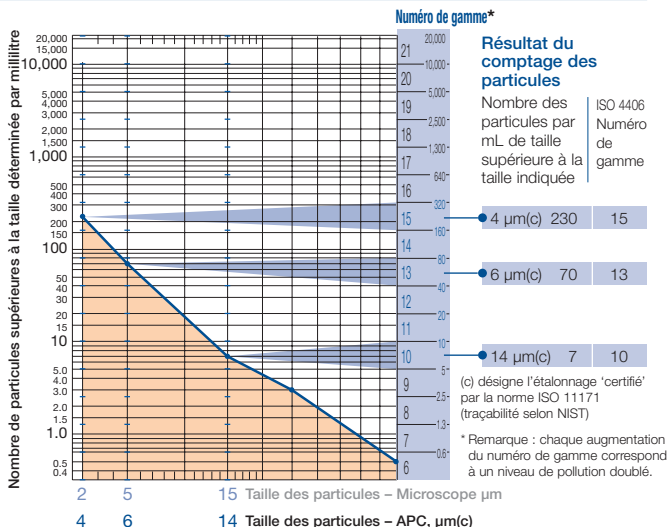 Numéro de gamme*
Nombre de particules supérieures à la taille déterminée par millilitre
20,000
15,000
10,000
5,000
4,000
3,000
2,000
1,500
1,000
500
400
300
200
150
100
50
40
30
20
15
10
5.0
4.0
3.0
2.0
1.5
1.0
0.5
0.4
21
20
19
18
17
16
15
14
13
12
11
10
9
8
7
6
20,000
10,000
5,000
2,500
1,300
640
320
160
80
40
20
10
5
2.5
1.3
0.6
2 5 15 Taille des particules – Microscope µm
4 6 14 Taille des particules – APC, µm(c)
Résultat du
comptage des
particules
Nombre des
particules par
mL de taille
supérieure à la
taille indiquée
ISO 4406
Numéro
de
gamme
4 µm(c) 230 15
6 µm(c) 70 13
14 µm(c) 7 10
(c) désigne l'étalonnage 'certifié'
par la norme ISO 11171
(traçabilité selon NIST)
* Remarque : chaque augmentation
du numéro de gamme correspond
à un niveau de pollution doublé.